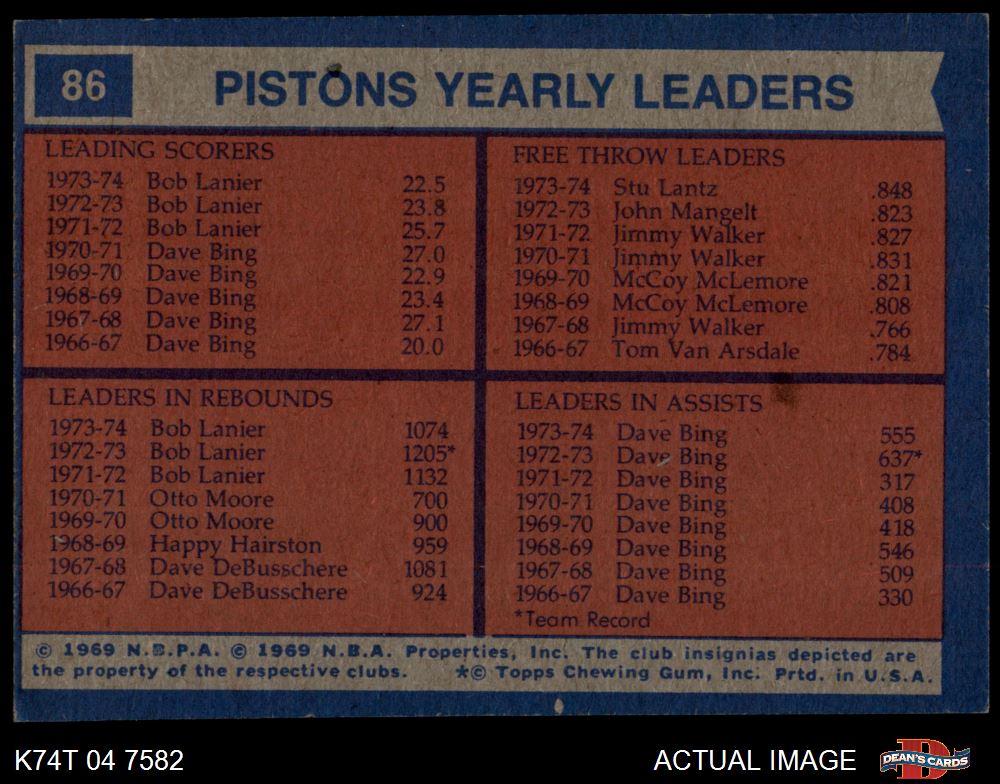 86
PISTONS YEARLY LEADERS
LEADING SCORERS
1973-74 Bob Lanier 22.5
1972-73 Bob Lanier 23.8
1971-72 Bob Lanier 25.7
1970-71 Dave Bing 27.0
1969-70 Dave Bing 22.9
1968-69 Dave Bing 23.4
1967-68 Dave Bing 27.1
1966-67 Dave Bing 20.0
FREE THROW LEADERS
1973-74 Stu Lantz .848
1972-73 John Mangelt .823
1971-72 Jimmy Walker .827
1970-71 Jimmy Walker .831
1969-70 McCoy McLemore .821
1968-69 McCoy McLemore .808
1967-68 Jimmy Walker .766
1966-67 Tom Van Arsdale .784
LEADERS IN REBOUNDS
1973-74 Bob Lanier 1074
1972-73 Bob Lanier 1205*
1971-72 Bob Lanier 1132
1970-71 Otto Moore 700
1969-70 Otto Moore 900
1968-69 Happy Hairston 959
1967-68 Dave DeBusschere 1081
1966-67 Dave DeBusschere 924
LEADERS IN ASSISTS
1973-74 Dave Bing 555
1972-73 Dave Bing 637*
1971-72 Dave Bing 317
1970-71 Dave Bing 408
1969-70 Dave Bing 418
1968-69 Dave Bing 546
1967-68 Dave Bing 509
1966-67 Dave Bing 330
*Team Record
© 1969 N.B.P.A. © 1969 N.B.A. Properties, Inc. The club insignias depicted are
the property of the respective clubs. *© Topps Chewing Gum, Inc. Prtd. in U.S.A.
K74T 04 7582
ACTUAL IMAGE
D
DEAN'S CARDS